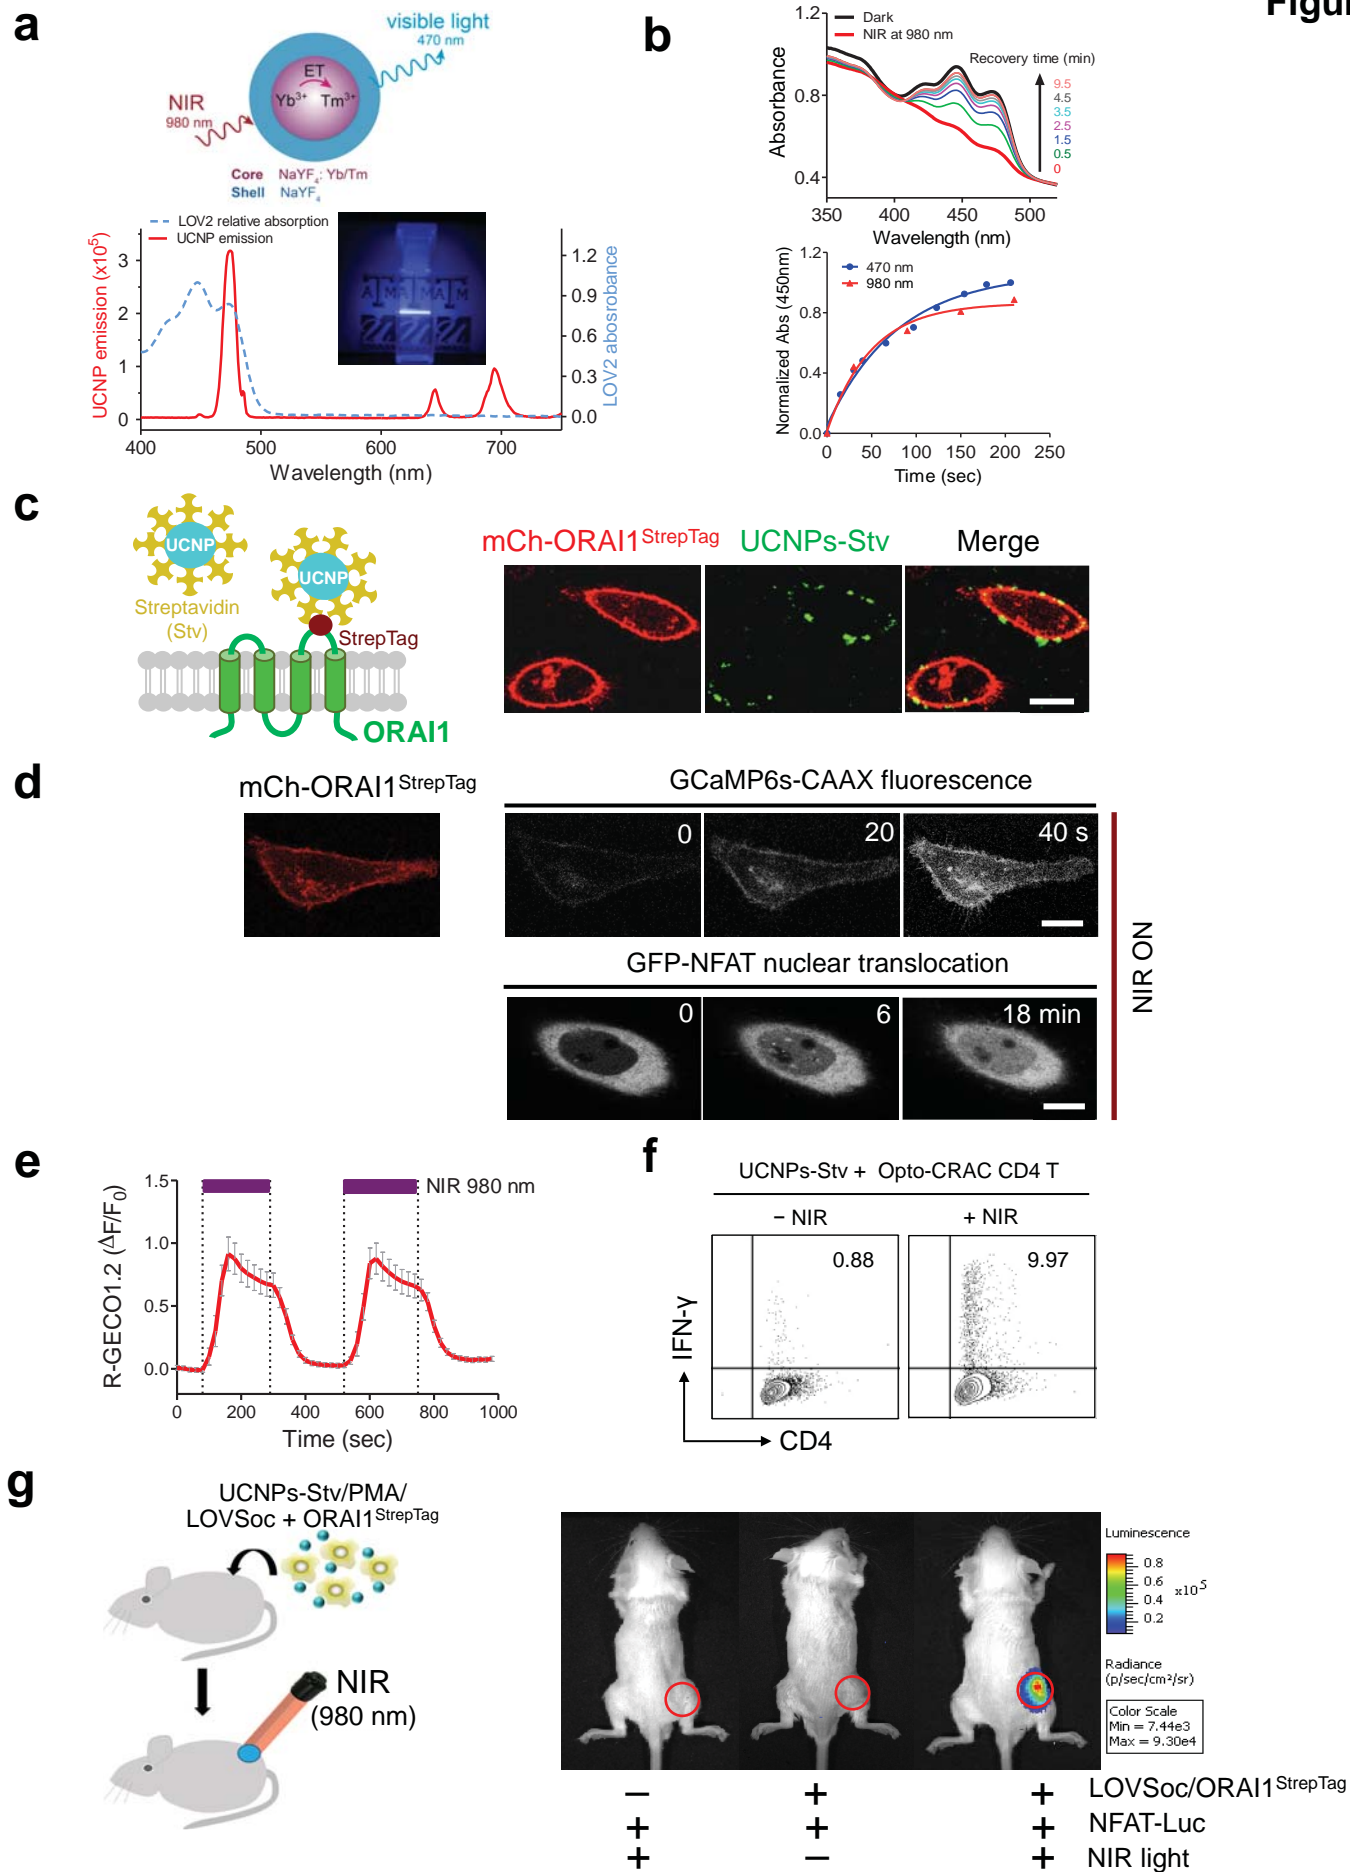 Figur
a
visible light
470 nm
ET
Yb³⁺ Tm³⁺
NIR
980 nm
Core NaYF₄: Yb/Tm
Shell NaYF₄
LOV2 relative absorption
UCNP emission
UCNP emission (x10⁵)
3
2
1
0
1.2
0.9
0.6
0.3
0.0
LOV2 abosrobance
400 500 600 700
Wavelength (nm)
b
Dark
NIR at 980 nm
Recovery time (min)
9.5
4.5
3.5
2.5
1.5
0.5
0
Absorbance
1.2
0.8
0.4
350 400 450 500
Wavelength (nm)
470 nm
980 nm
Normalized Abs (450nm)
1.2
0.8
0.4
0.0
0 50 100 150 200 250
Time (sec)
c
UCNP
UCNP
Streptavidin
(Stv)
StrepTag
ORAI1
mCh-ORAI1StrepTag UCNPs-Stv Merge
d
mCh-ORAI1StrepTag
GCaMP6s-CAAX fluorescence
0 20 40 s
GFP-NFAT nuclear translocation
0 6 18 min
NIR ON
e
R-GECO1.2 (ΔF/F₀)
1.5
1.0
0.5
0.0
NIR 980 nm
0 200 400 600 800 1000
Time (sec)
f
UCNPs-Stv + Opto-CRAC CD4 T
− NIR + NIR
0.88 9.97
IFN-γ
CD4
g
UCNPs-Stv/PMA/
LOVSoc + ORAI1StrepTag
NIR
(980 nm)
Luminescence
0.8
0.6
0.4
0.2
x10⁵
Radiance
(p/sec/cm²/sr)
Color Scale
Min = 7.44e3
Max = 9.30e4
− + + LOVSoc/ORAI1StrepTag
+ + + NFAT-Luc
+ − + NIR light